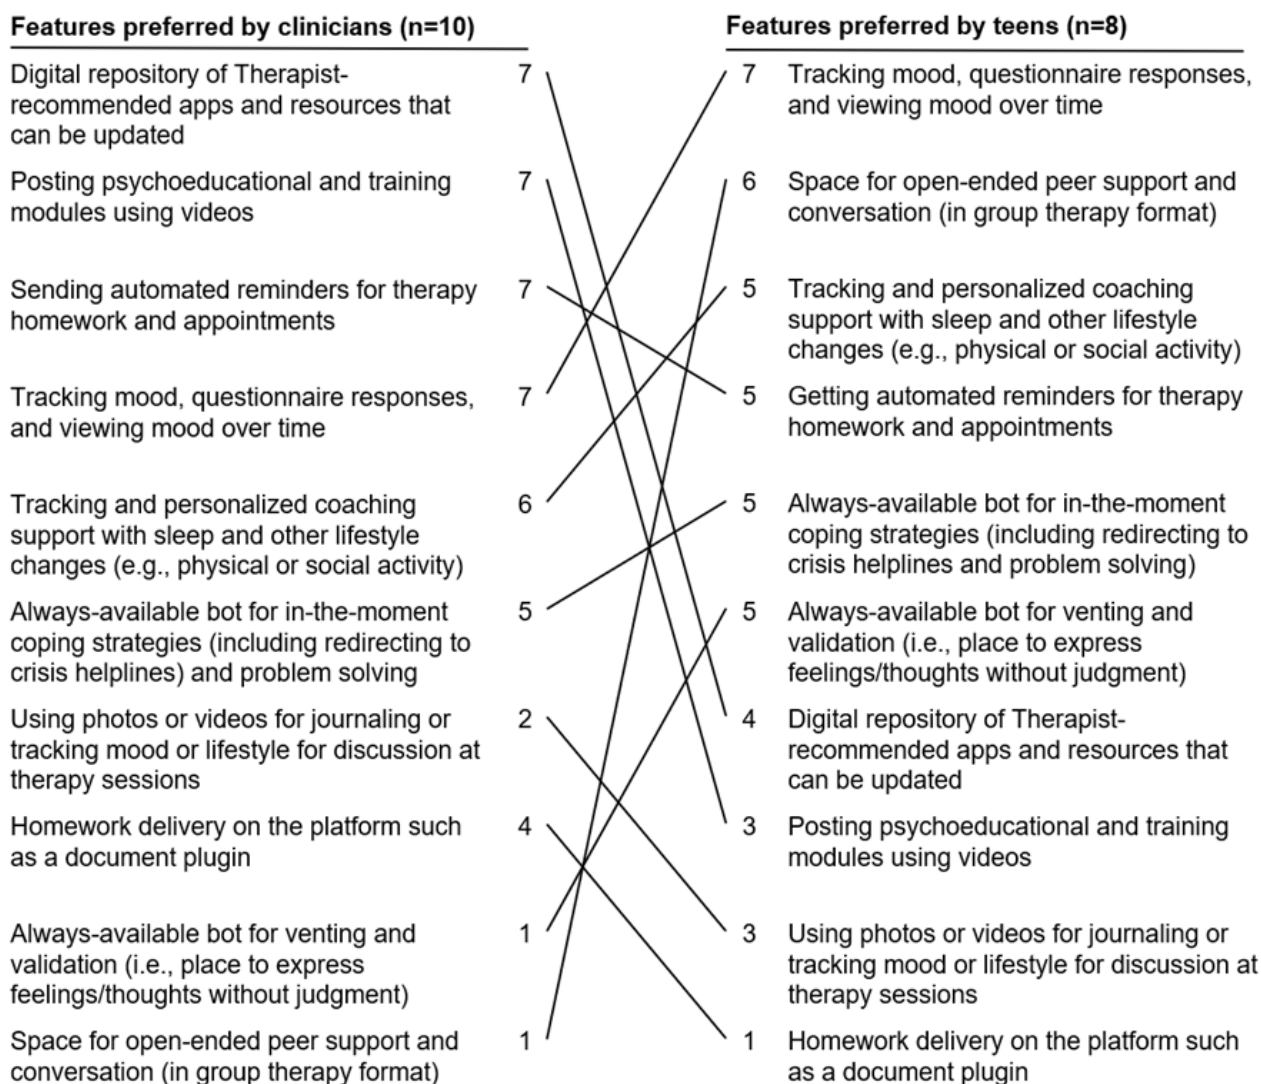 Features preferred by clinicians (n=10)
Digital repository of Therapist- 7
recommended apps and resources that
can be updated
Posting psychoeducational and training 7
modules using videos
Sending automated reminders for therapy 7
homework and appointments
Tracking mood, questionnaire responses, 7
and viewing mood over time
Tracking and personalized coaching 6
support with sleep and other lifestyle
changes (e.g., physical or social activity)
Always-available bot for in-the-moment 5
coping strategies (including redirecting to
crisis helplines) and problem solving
Using photos or videos for journaling or 2
tracking mood or lifestyle for discussion at
therapy sessions
Homework delivery on the platform such 4
as a document plugin
Always-available bot for venting and 1
validation (i.e., place to express
feelings/thoughts without judgment)
Space for open-ended peer support and 1
conversation (in group therapy format)
Features preferred by teens (n=8)
7 Tracking mood, questionnaire responses,
and viewing mood over time
6 Space for open-ended peer support and
conversation (in group therapy format)
5 Tracking and personalized coaching
support with sleep and other lifestyle
changes (e.g., physical or social activity)
5 Getting automated reminders for therapy
homework and appointments
5 Always-available bot for in-the-moment
coping strategies (including redirecting to
crisis helplines and problem solving)
5 Always-available bot for venting and
validation (i.e., place to express
feelings/thoughts without judgment)
4 Digital repository of Therapist-
recommended apps and resources that
can be updated
3 Posting psychoeducational and training
modules using videos
3 Using photos or videos for journaling or
tracking mood or lifestyle for discussion at
therapy sessions
1 Homework delivery on the platform such
as a document plugin